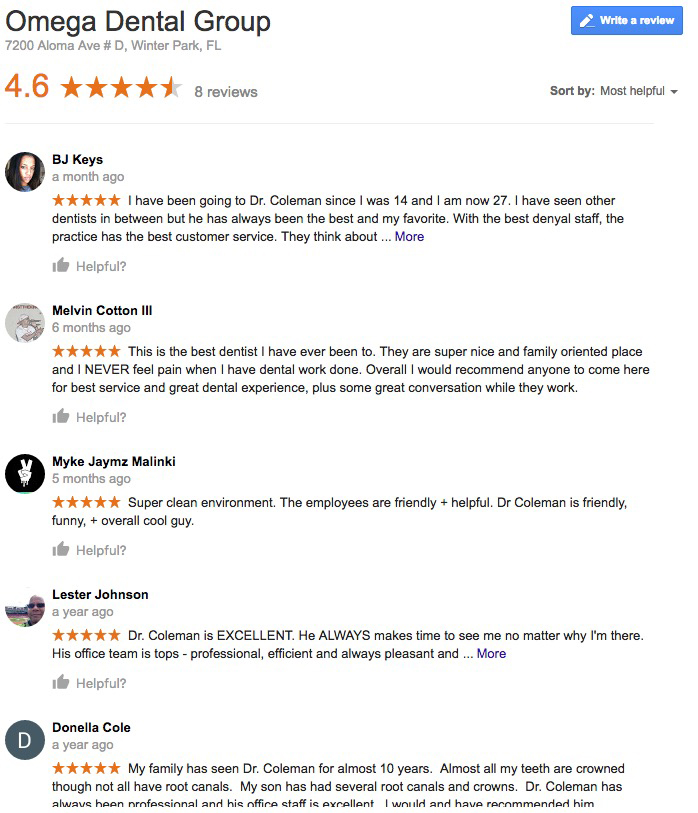 Omega Dental Group
Write a review
7200 Aloma Ave # D, Winter Park, FL
4.6
8 reviews
Sort by: Most helpful
BJ Keys
a month ago
I have been going to Dr. Coleman since I was 14 and I am now 27. I have seen other
dentists in between but he has always been the best and my favorite. With the best denyal staff, the
practice has the best customer service. They think about ... More
Helpful?
Melvin Cotton III
6 months ago
This is the best dentist I have ever been to. They are super nice and family oriented place
and I NEVER feel pain when I have dental work done. Overall I would recommend anyone to come here
for best service and great dental experience, plus some great conversation while they work.
Helpful?
Myke Jaymz Malinki
5 months ago
Super clean environment. The employees are friendly + helpful. Dr Coleman is friendly,
funny, + overall cool guy.
Helpful?
Lester Johnson
a year ago
Dr. Coleman is EXCELLENT. He ALWAYS makes time to see me no matter why I'm there.
His office team is tops - professional, efficient and always pleasant and ... More
Helpful?
D
Donella Cole
a year ago
My family has seen Dr. Coleman for almost 10 years. Almost all my teeth are crowned
though not all have root canals. My son has had several root canals and crowns. Dr. Coleman has
always been professional and his office staff is excellent. I would and have recommended him